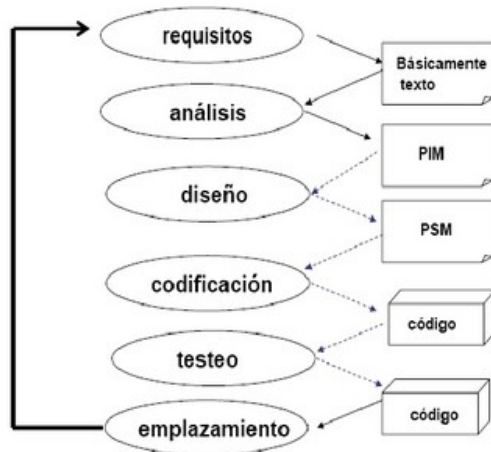 requisitos
Básicamente
texto
análisis
PIM
diseño
PSM
codificación
código
testeo
código
emplazamiento